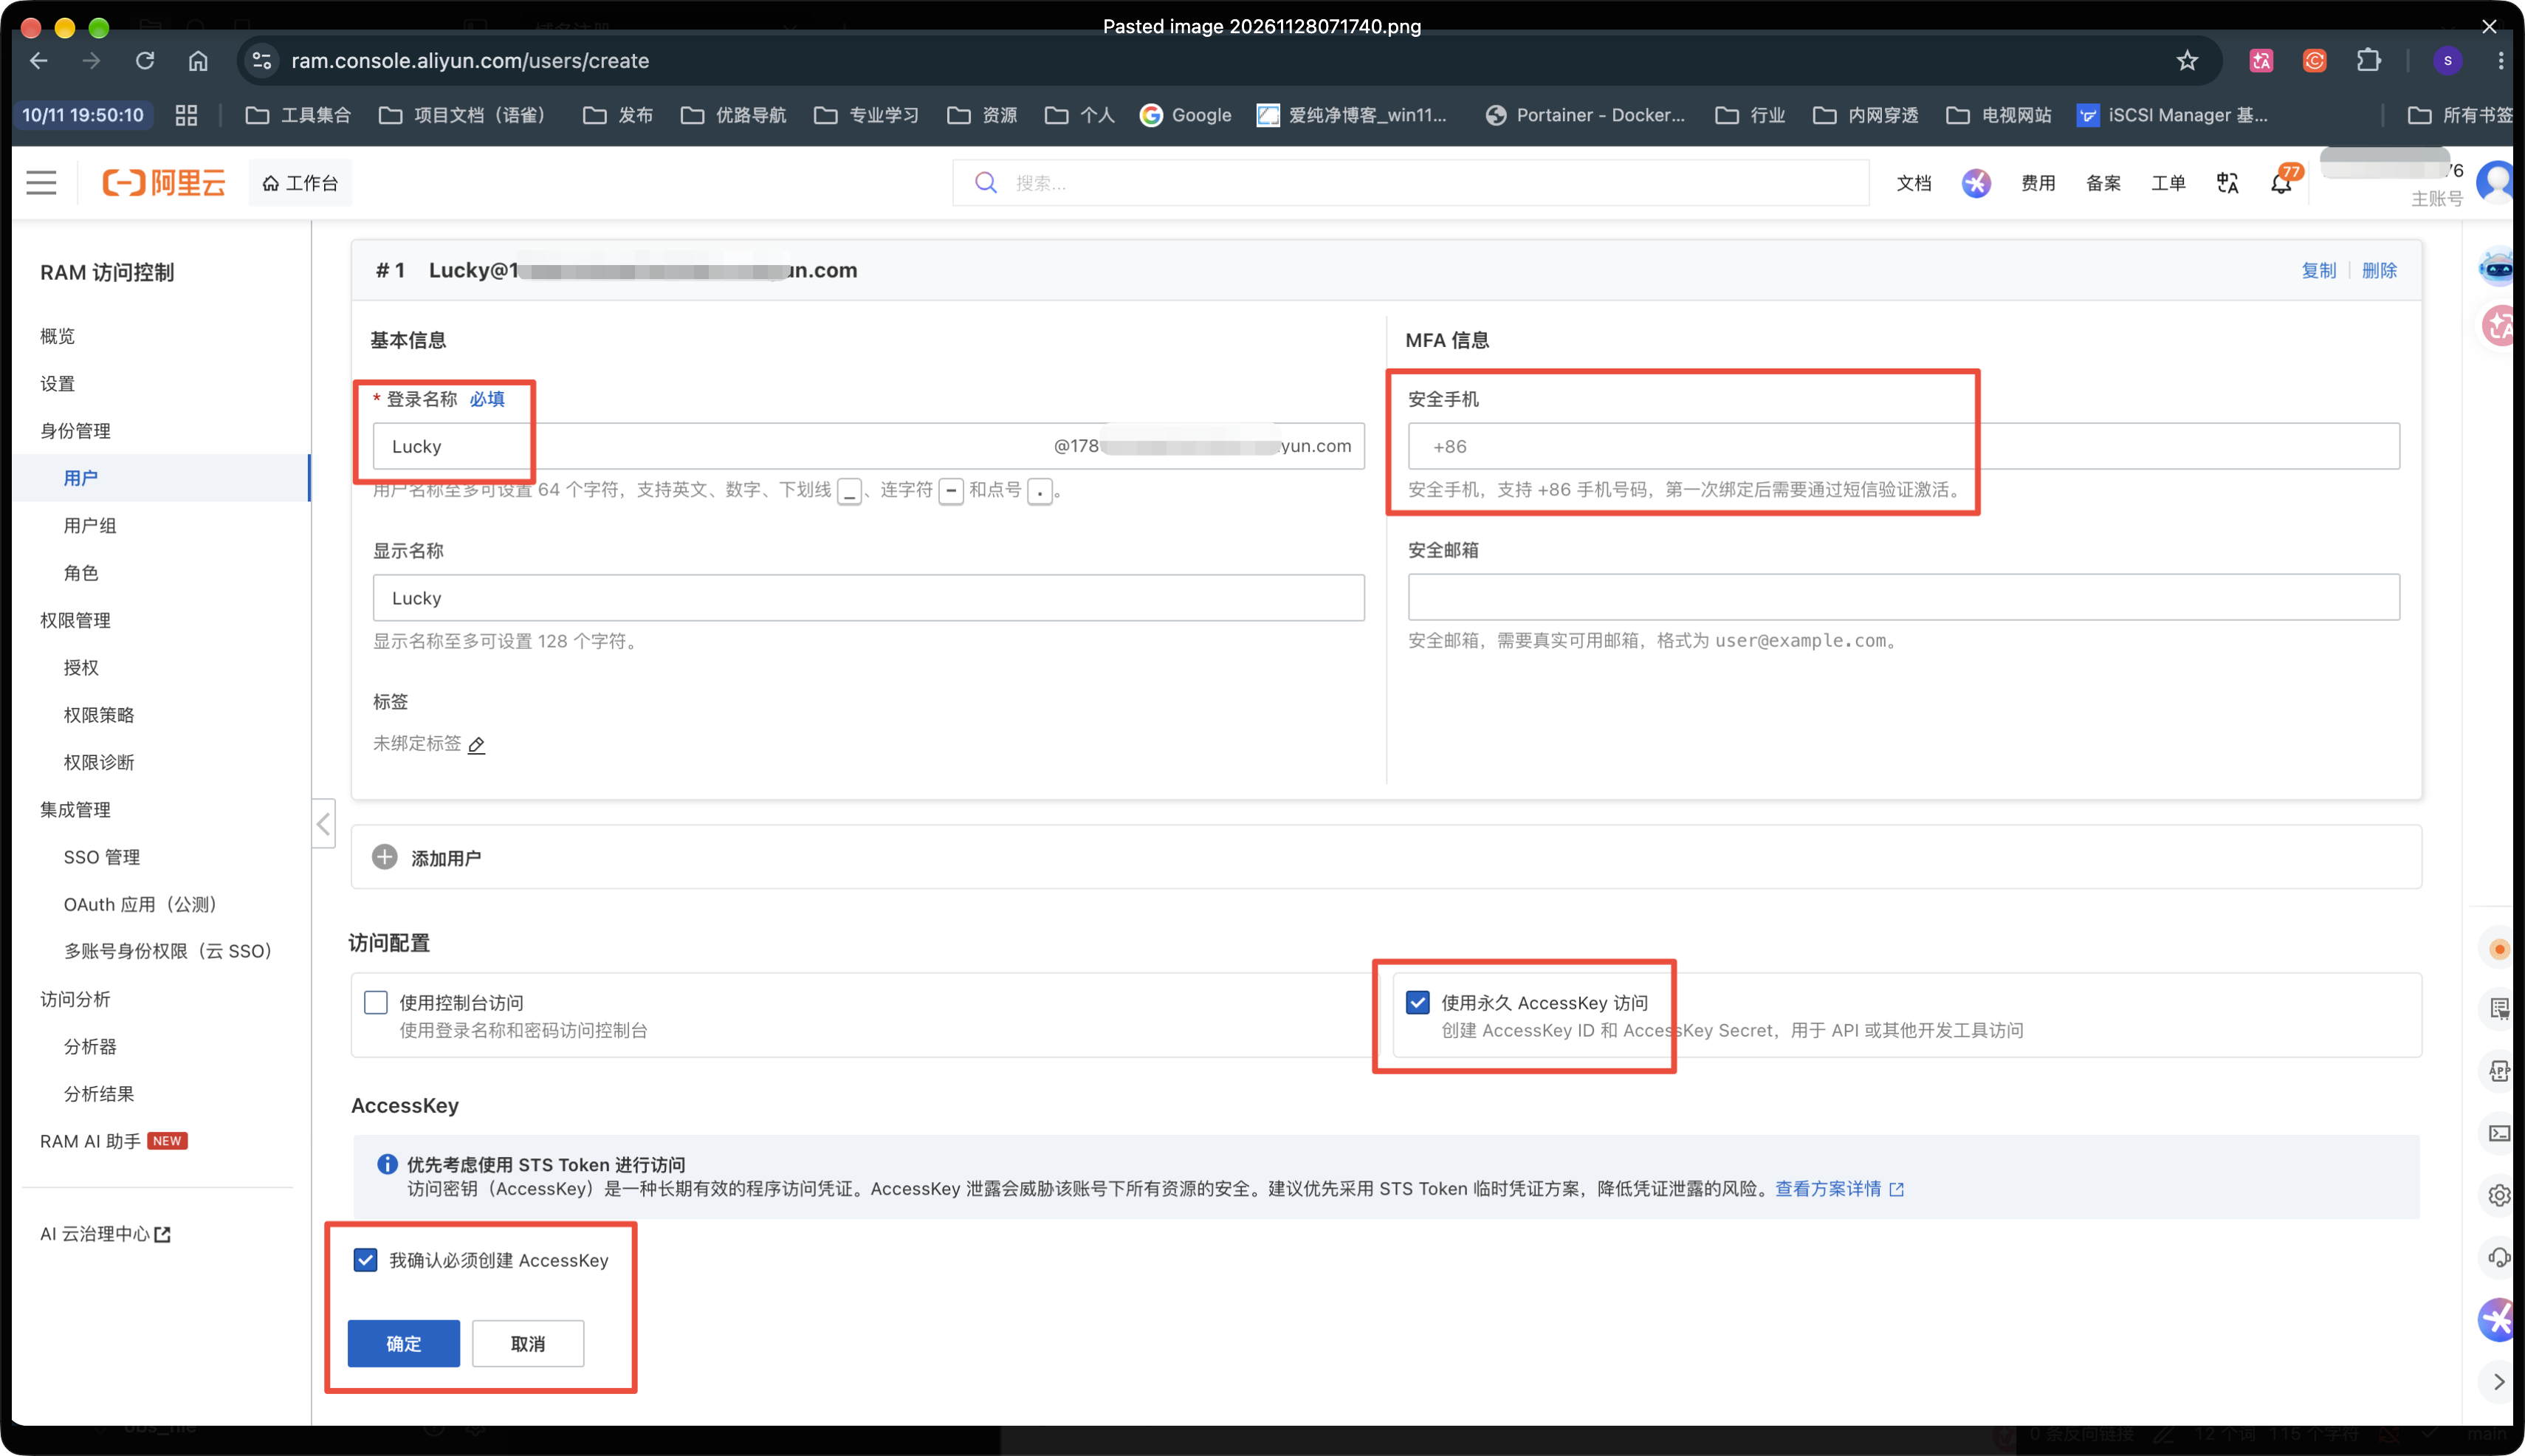 Pasted image 20261128071740.png
ram.console.aliyun.com/users/create
10/11 19:50:10
工具集合
项目文档（语雀）
发布
优路导航
专业学习
资源
个人
Google
爱纯净博客_win11...
Portainer - Docker...
行业
内网穿透
电视网站
iSCSI Manager 基...
所有书签
阿里云
工作台
搜索...
文档
费用
备案
工单
77
76
主账号
RAM 访问控制
概览
设置
身份管理
用户
用户组
角色
权限管理
授权
权限策略
权限诊断
集成管理
SSO 管理
OAuth 应用（公测）
多账号身份权限（云 SSO）
访问分析
分析器
分析结果
RAM AI 助手 NEW
AI 云治理中心
# 1 Lucky@1 un.com
复制
删除
基本信息
* 登录名称 必填
Lucky
@178 yun.com
用户名称至多可设置 64 个字符，支持英文、数字、下划线 _ 、连字符 - 和点号 . 。
显示名称
Lucky
显示名称至多可设置 128 个字符。
标签
未绑定标签
MFA 信息
安全手机
+86
安全手机，支持 +86 手机号码，第一次绑定后需要通过短信验证激活。
安全邮箱
安全邮箱，需要真实可用邮箱，格式为 user@example.com。
添加用户
访问配置
使用控制台访问
使用登录名称和密码访问控制台
使用永久 AccessKey 访问
创建 AccessKey ID 和 AccessKey Secret，用于 API 或其他开发工具访问
AccessKey
优先考虑使用 STS Token 进行访问
访问密钥（AccessKey）是一种长期有效的程序访问凭证。AccessKey 泄露会威胁该账号下所有资源的安全。建议优先采用 STS Token 临时凭证方案，降低凭证泄露的风险。查看方案详情
我确认必须创建 AccessKey
确定
取消
APP
0 条反向链接
12 个词
115 个字符
main